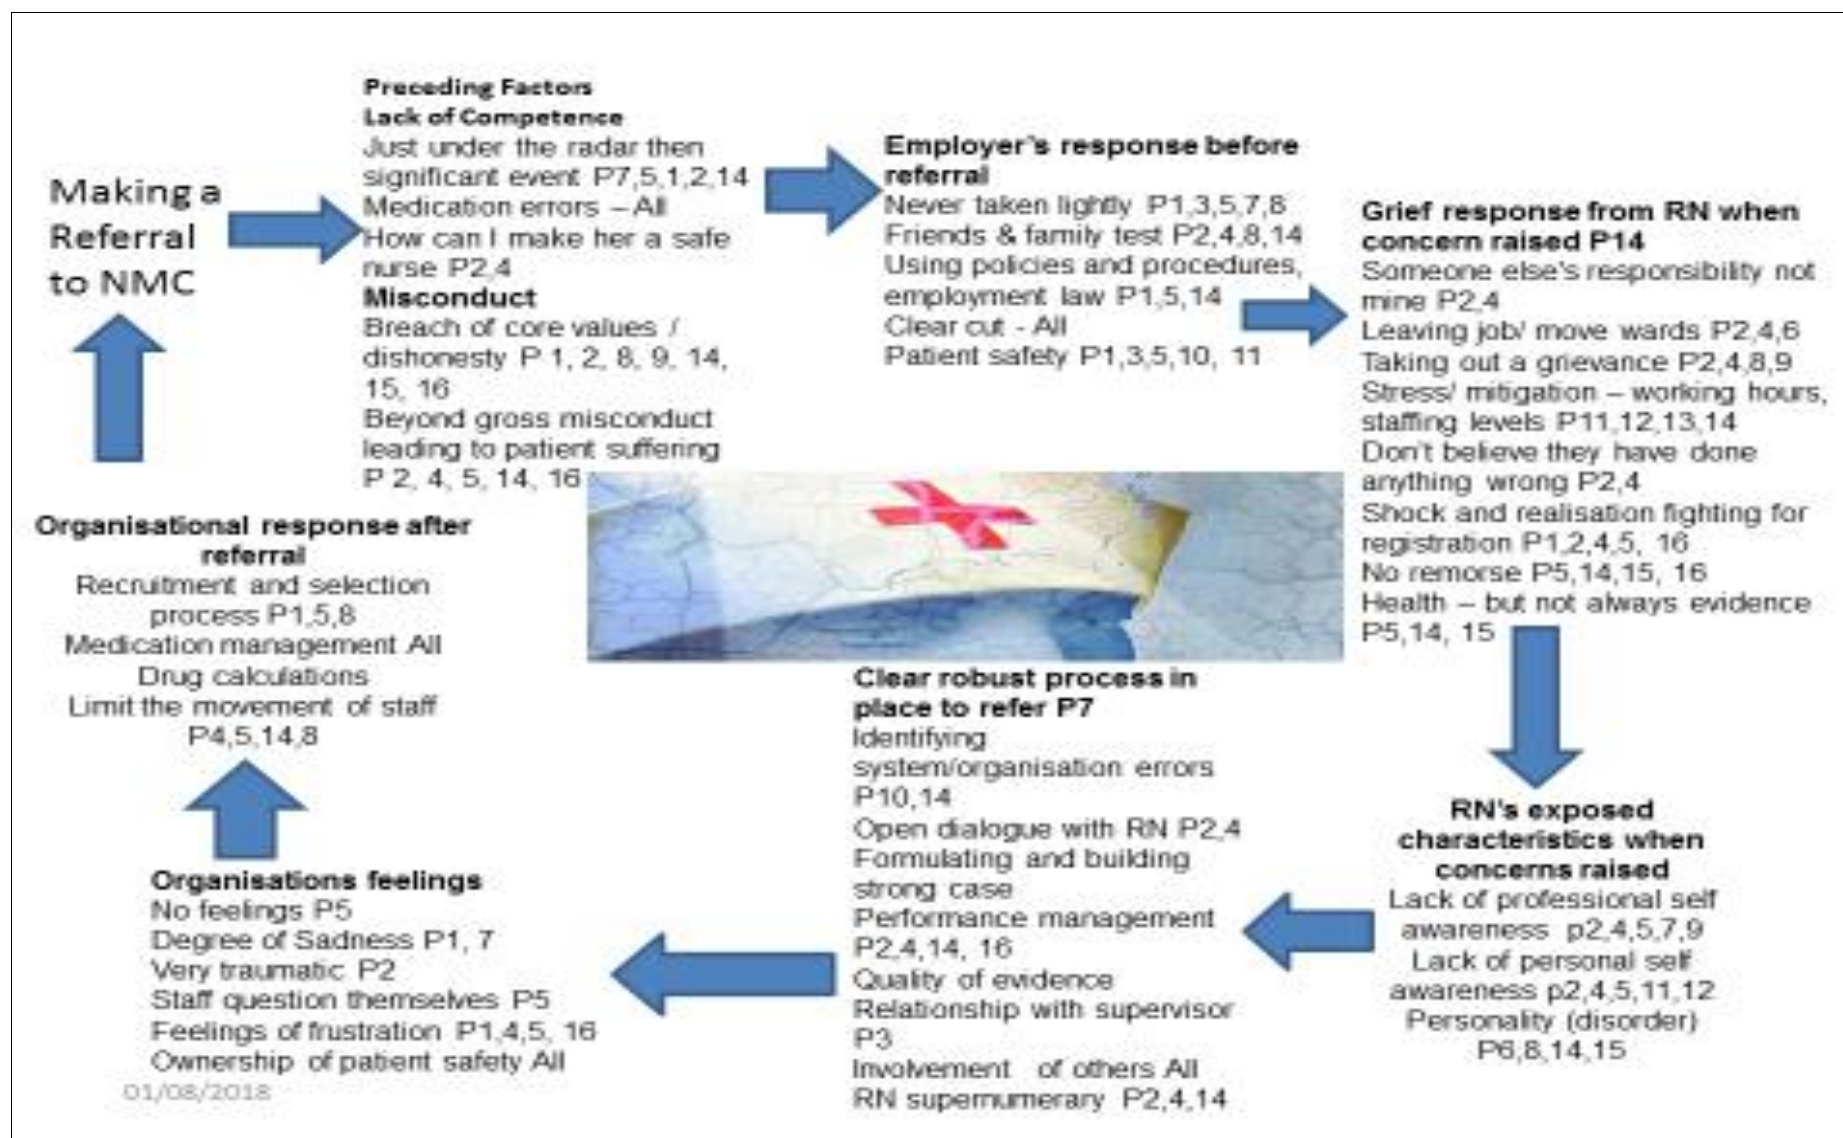 Making a
Referral
to NMC
Preceding Factors
Lack of Competence
Just under the radar then
significant event P7,5,1,2,14
Medication errors – All
How can I make her a safe
nurse P2,4
Misconduct
Breach of core values /
dishonesty P 1, 2, 8, 9, 14,
15, 16
Beyond gross misconduct
leading to patient suffering
P 2, 4, 5, 14, 16
Employer's response before
referral
Never taken lightly P1,3,5,7,8
Friends & family test P2,4,8,14
Using policies and procedures,
employment law P1,5,14
Clear cut - All
Patient safety P1,3,5,10, 11
Grief response from RN when
concern raised P14
Someone else's responsibility not
mine P2,4
Leaving job/ move wards P2,4,6
Taking out a grievance P2,4,8,9
Stress/ mitigation – working hours,
staffing levels P11,12,13,14
Don't believe they have done
anything wrong P2,4
Shock and realisation fighting for
registration P1,2,4,5, 16
No remorse P5,14,15, 16
Health – but not always evidence
P5,14, 15
RN's exposed
characteristics when
concerns raised
Lack of professional self
awareness p2,4,5,7,9
Lack of personal self
awareness p2,4,5,11,12
Personality (disorder)
P6,8,14,15
Clear robust process in
place to refer P7
Identifying
system/organisation errors
P10,14
Open dialogue with RN P2,4
Formulating and building
strong case
Performance management
P2,4,14, 16
Quality of evidence
Relationship with supervisor
P3
Involvement of others All
RN supernumerary P2,4,14
Organisations feelings
No feelings P5
Degree of Sadness P1, 7
Very traumatic P2
Staff question themselves P5
Feelings of frustration P1,4,5, 16
Ownership of patient safety All
Organisational response after
referral
Recruitment and selection
process P1,5,8
Medication management All
Drug calculations
Limit the movement of staff
P4,5,14,8
01/08/2018